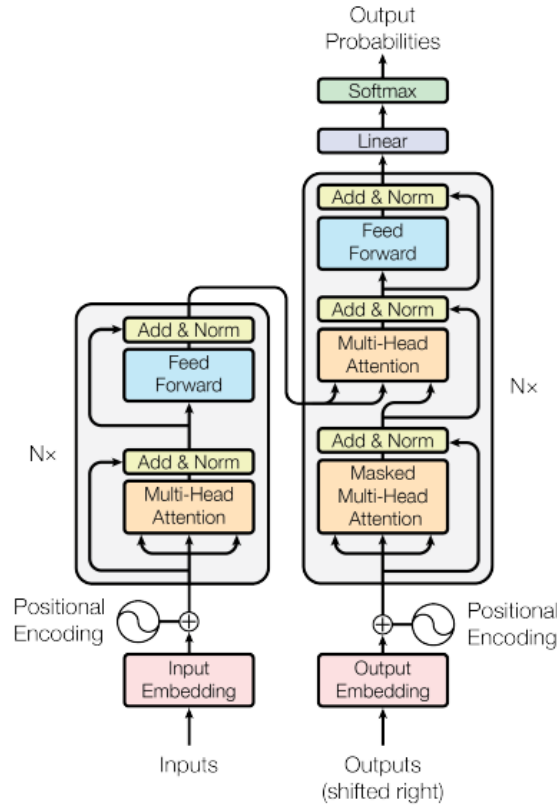 Output
Probabilities
Softmax
Linear
Add & Norm
Feed
Forward
Add & Norm
Multi-Head
Attention
Add & Norm
Masked
Multi-Head
Attention
N×
Positional
Encoding
Output
Embedding
Outputs
(shifted right)
Add & Norm
Feed
Forward
Add & Norm
Multi-Head
Attention
N×
Positional
Encoding
Input
Embedding
Inputs